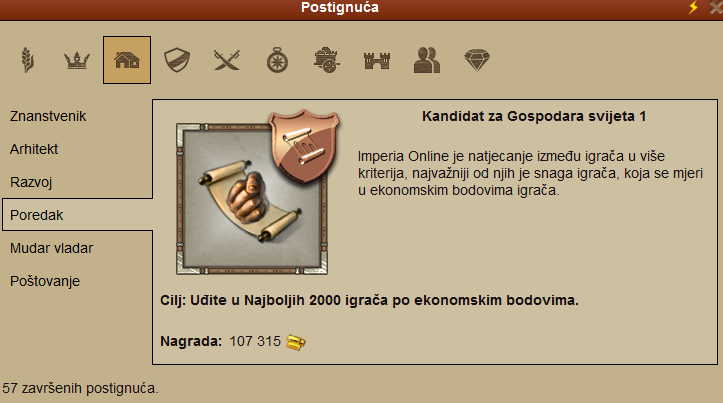 Postignuća
Znanstvenik
Arhitekt
Razvoj
Poredak
Mudar vladar
Poštovanje
Kandidat za Gospodara svijeta 1
Imperia Online je natjecanje između igrača u više
kriterija, najvažniji od njih je snaga igrača, koja se mjeri
u ekonomskim bodovima igrača.
Cilj: Uđite u Najboljih 2000 igrača po ekonomskim bodovima.
Nagrada: 107 315
57 završenih postignuća.